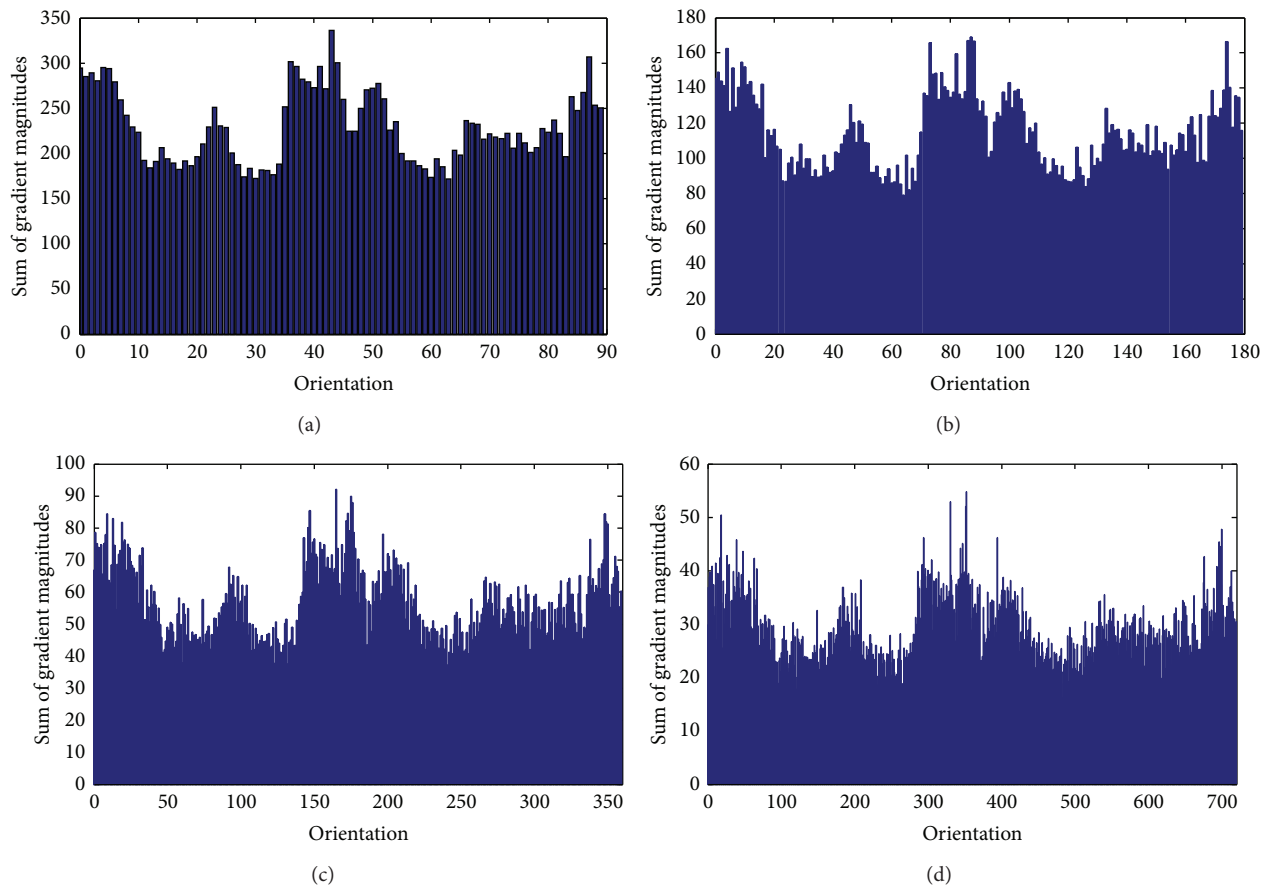 350
300
250
200
150
100
50
0
Sum of gradient magnitudes
0 10 20 30 40 50 60 70 80 90
Orientation
(a)
180
160
140
120
100
80
60
40
20
0
Sum of gradient magnitudes
0 20 40 60 80 100 120 140 160 180
Orientation
(b)
100
90
80
70
60
50
40
30
20
10
0
Sum of gradient magnitudes
0 50 100 150 200 250 300 350
Orientation
(c)
60
50
40
30
20
10
0
Sum of gradient magnitudes
0 100 200 300 400 500 600 700
Orientation
(d)